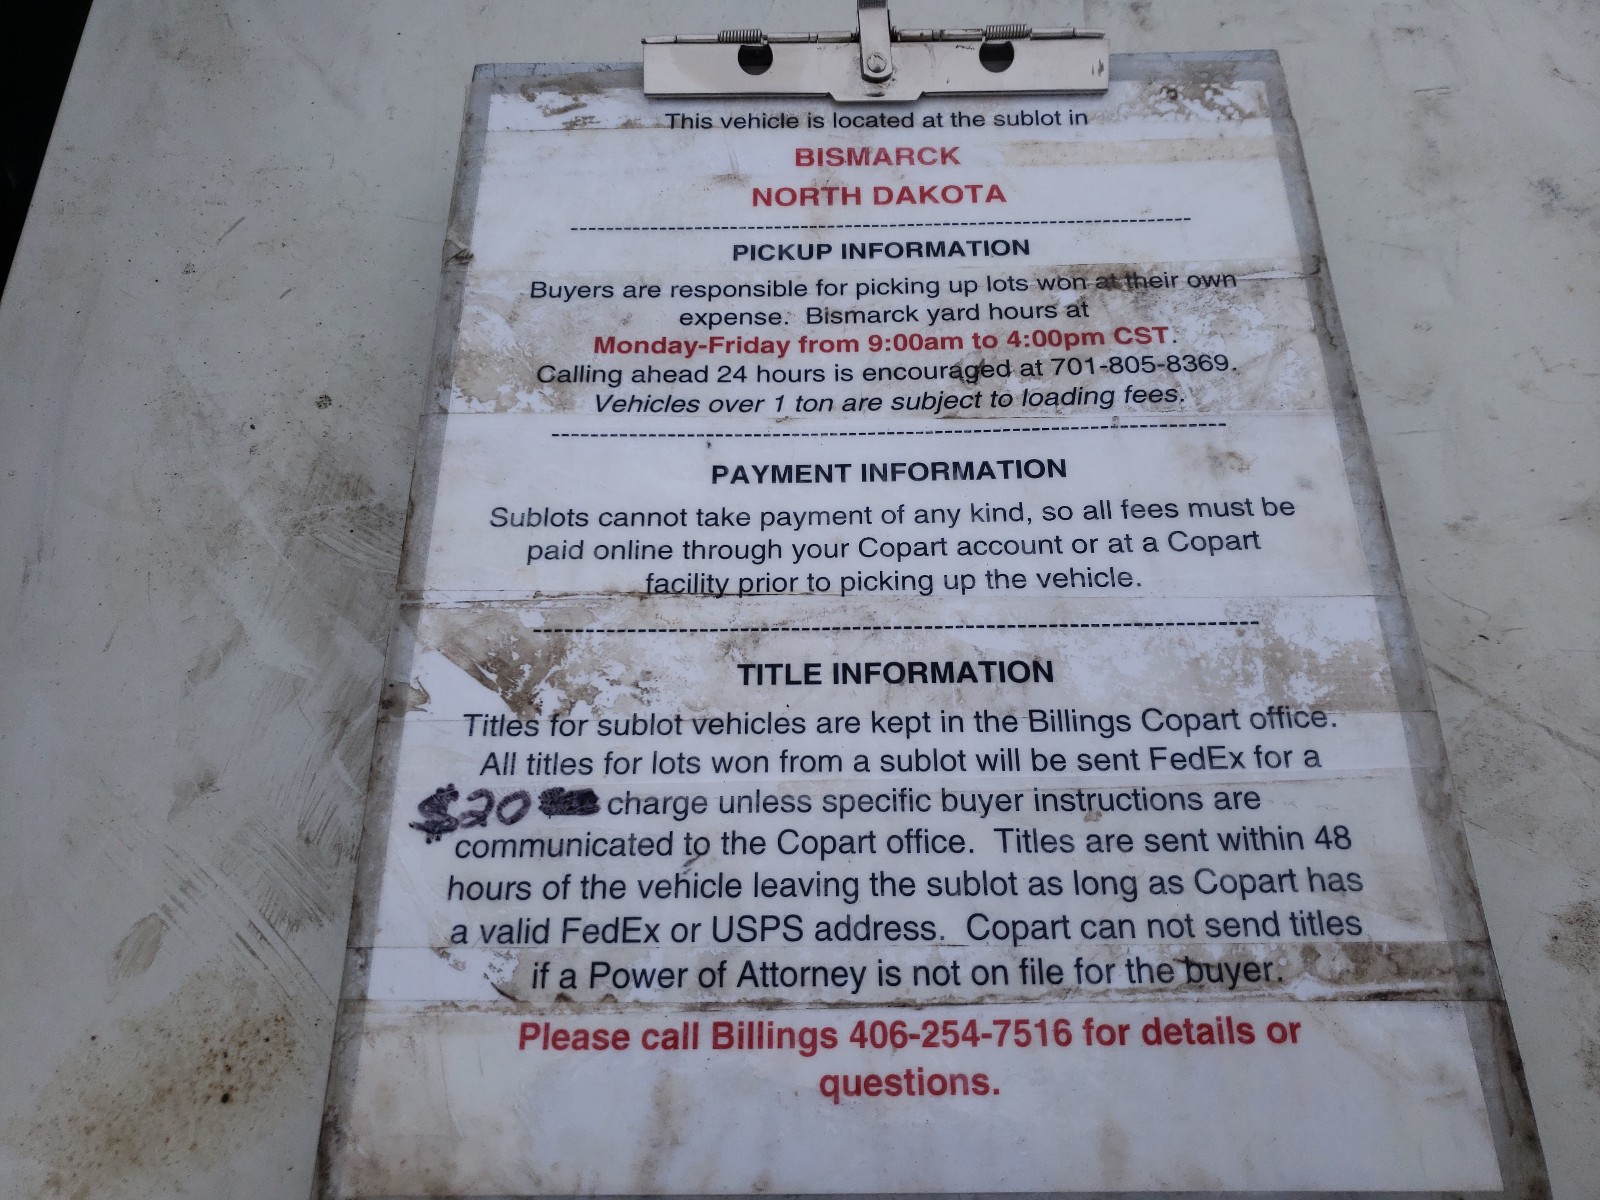 This vehicle is located at the sublot in
BISMARCK
NORTH DAKOTA
PICKUP INFORMATION
Buyers are responsible for picking up lots won at their own
expense.  Bismarck yard hours at
Monday-Friday from 9:00am to 4:00pm CST.
Calling ahead 24 hours is encouraged at 701-805-8369.
Vehicles over 1 ton are subject to loading fees.
PAYMENT INFORMATION
Sublots cannot take payment of any kind, so all fees must be
paid online through your Copart account or at a Copart
facility prior to picking up the vehicle.
TITLE INFORMATION
Titles for sublot vehicles are kept in the Billings Copart office.
All titles for lots won from a sublot will be sent FedEx for a
$20 charge unless specific buyer instructions are
communicated to the Copart office.  Titles are sent within 48
hours of the vehicle leaving the sublot as long as Copart has
a valid FedEx or USPS address.  Copart can not send titles
if a Power of Attorney is not on file for the buyer.
Please call Billings 406-254-7516 for details or
questions.